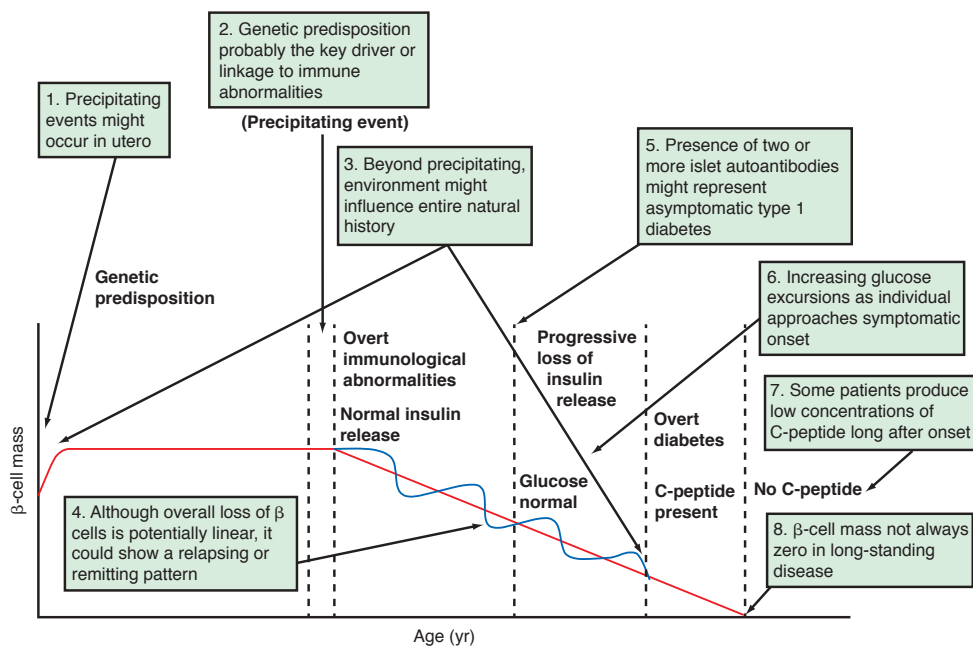 2. Genetic predisposition
probably the key driver or
linkage to immune
abnormalities
(Precipitating event)
1. Precipitating
events might
occur in utero
3. Beyond precipitating,
environment might
influence entire natural
history
5. Presence of two or
more islet autoantibodies
might represent
asymptomatic type 1
diabetes
Genetic
predisposition
6. Increasing glucose
excursions as individual
approaches symptomatic
onset
Overt
immunological
abnormalities
Normal insulin
release
Progressive
loss of
insulin
release
Overt
diabetes
7. Some patients produce
low concentrations of
C-peptide long after onset
Glucose
normal
C-peptide
present
No C-peptide
4. Although overall loss of β
cells is potentially linear, it
could show a relapsing or
remitting pattern
8. β-cell mass not always
zero in long-standing
disease
β-cell mass
Age (yr)